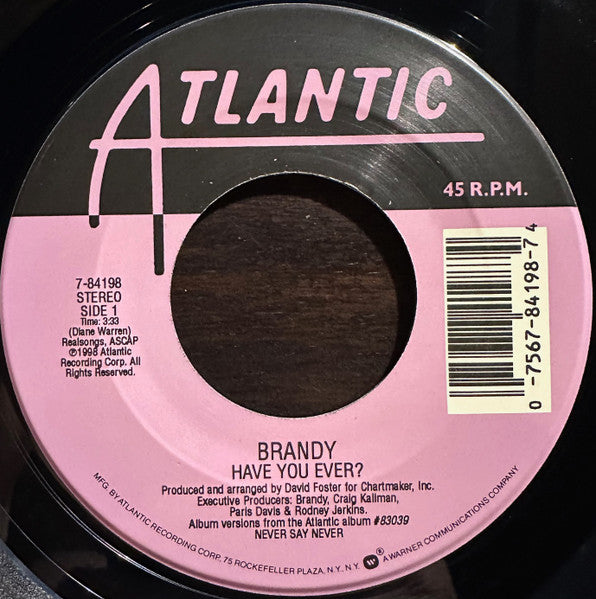 ATLANTIC
45 R.P.M.
7-84198
STEREO
SIDE 1
Time: 3:33
(Diane Warren)
Realsongs, ASCAP
℗1998 Atlantic
Recording Corp. All
Rights Reserved.
0 -7567-84198-7 4
BRANDY
HAVE YOU EVER?
Produced and arranged by David Foster for Chartmaker, Inc.
Executive Producers: Brandy, Craig Kallman,
Paris Davis & Rodney Jerkins.
Album versions from the Atlantic album #83039
NEVER SAY NEVER
MFG. BY ATLANTIC RECORDING CORP., 75 ROCKEFELLER PLAZA, N.Y. N.Y. ® A WARNER COMMUNICATIONS COMPANY